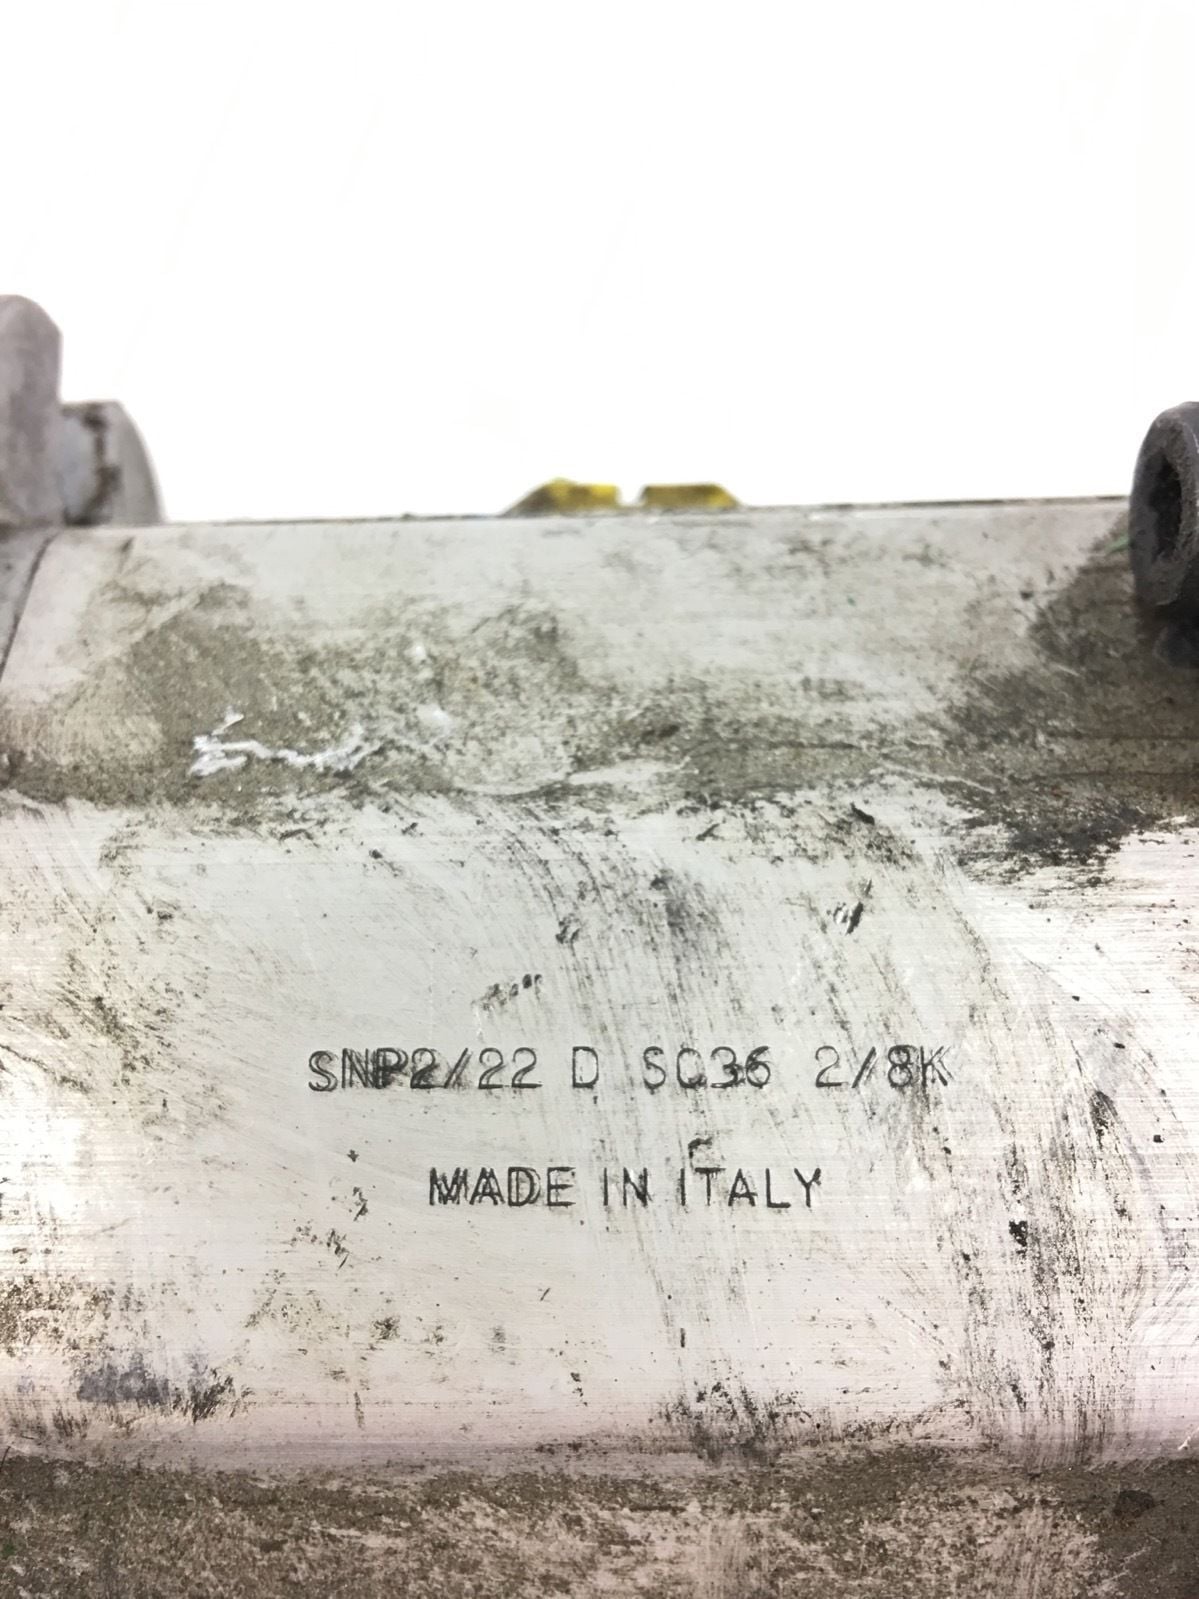 SNP2/22 D SC36 2/8K
MADE IN ITALY